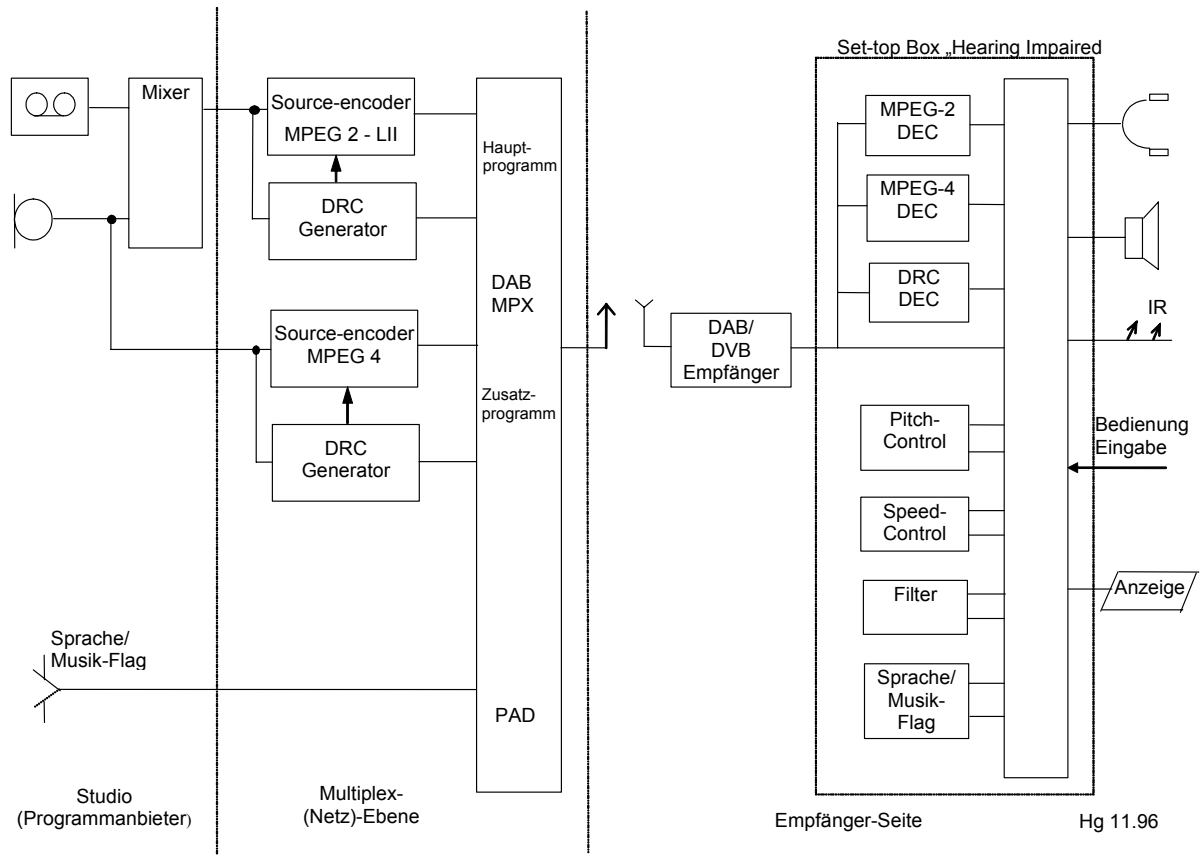 Set-top Box „Hearing Impaired
Mixer
Source-encoder
MPEG 2 - LII
DRC
Generator
Source-encoder
MPEG 4
DRC
Generator
Haupt-
programm
DAB
MPX
Zusatz-
programm
PAD
Sprache/
Musik-Flag
DAB/
DVB
Empfänger
MPEG-2
DEC
MPEG-4
DEC
DRC
DEC
Pitch-
Control
Speed-
Control
Filter
Sprache/
Musik-
Flag
IR
Bedienung
Eingabe
Anzeige
Studio
(Programmanbieter)
Multiplex-
(Netz)-Ebene
Empfänger-Seite
Hg 11.96